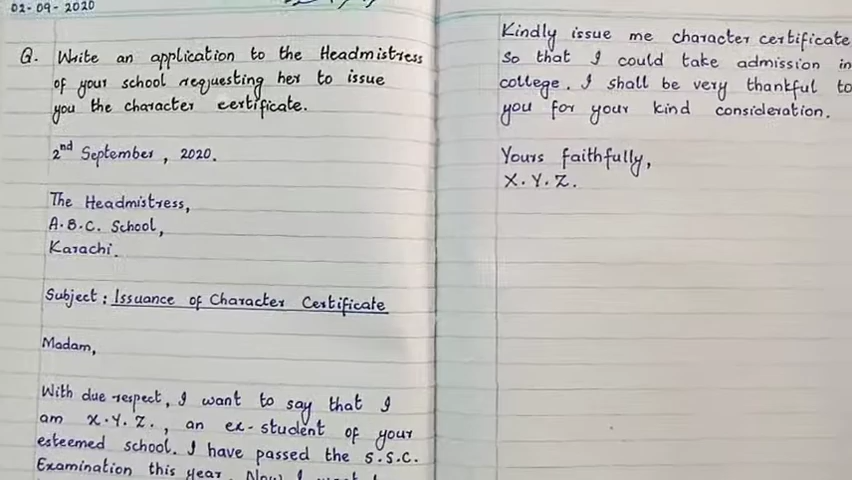 02-09-2020
Q. Write an application to the Headmistress
of your school requesting her to issue
you the character certificate.
2nd September, 2020.
The Headmistress,
A.B.C. School,
Karachi.
Subject: Issuance of Character Certificate
Madam,
With due respect, I want to say that I
am X.Y.Z., an ex-student of your
esteemed school. I have passed the S.S.C.
Examination this year. Now I want
Kindly issue me character certificate
So that I could take admission in
college. I shall be very thankful to
you for your kind consideration.
Yours faithfully,
X.Y.Z.